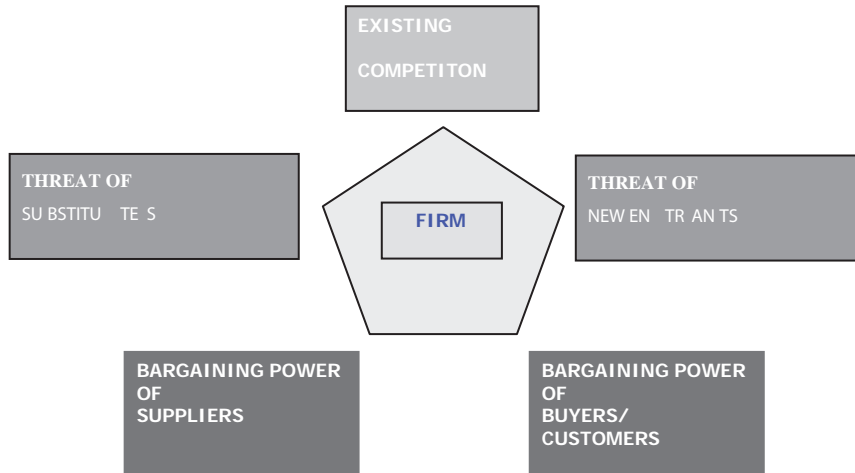 EXISTING
COMPETITON
THREAT OF
SU BSTITU TE S
FIRM
THREAT OF
NEW EN TR AN TS
BARGAINING POWER
OF
SUPPLIERS
BARGAINING POWER
OF
BUYERS/
CUSTOMERS